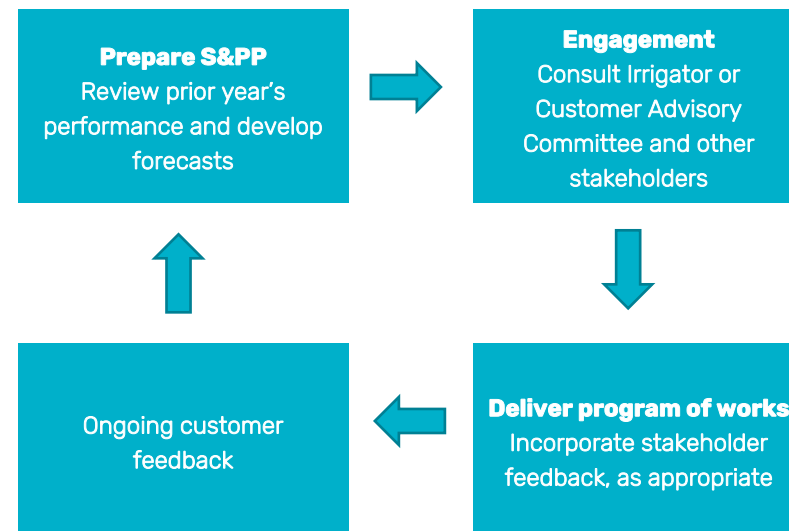 Prepare S&PP
Review prior year's
performance and develop
forecasts
Engagement
Consult Irrigator or
Customer Advisory
Committee and other
stakeholders
Ongoing customer
feedback
Deliver program of works
Incorporate stakeholder
feedback, as appropriate